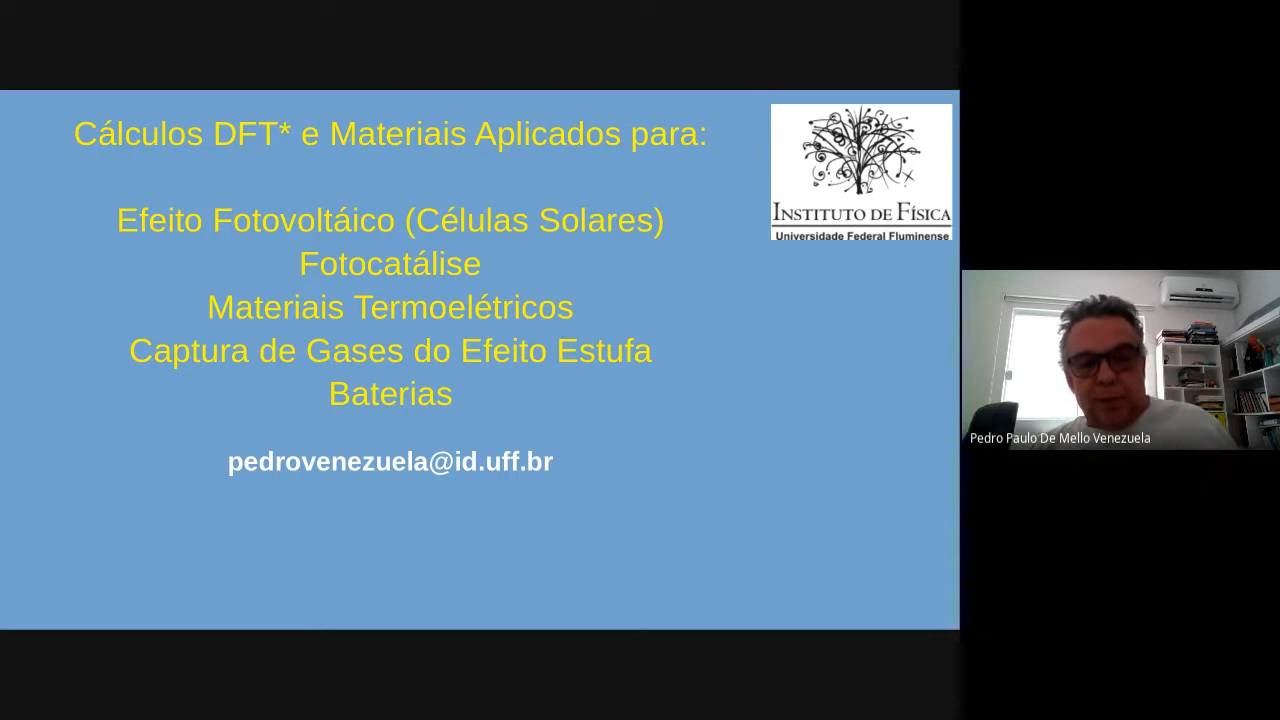 Cálculos DFT* e Materiais Aplicados para:
Efeito Fotovoltáico (Células Solares)
Fotocatálise
Materiais Termoelétricos
Captura de Gases do Efeito Estufa
Baterias
pedrovenezuela@id.uff.br
INSTITUTO DE FÍSICA
Universidade Federal Fluminense
Pedro Paulo De Mello Venezuela